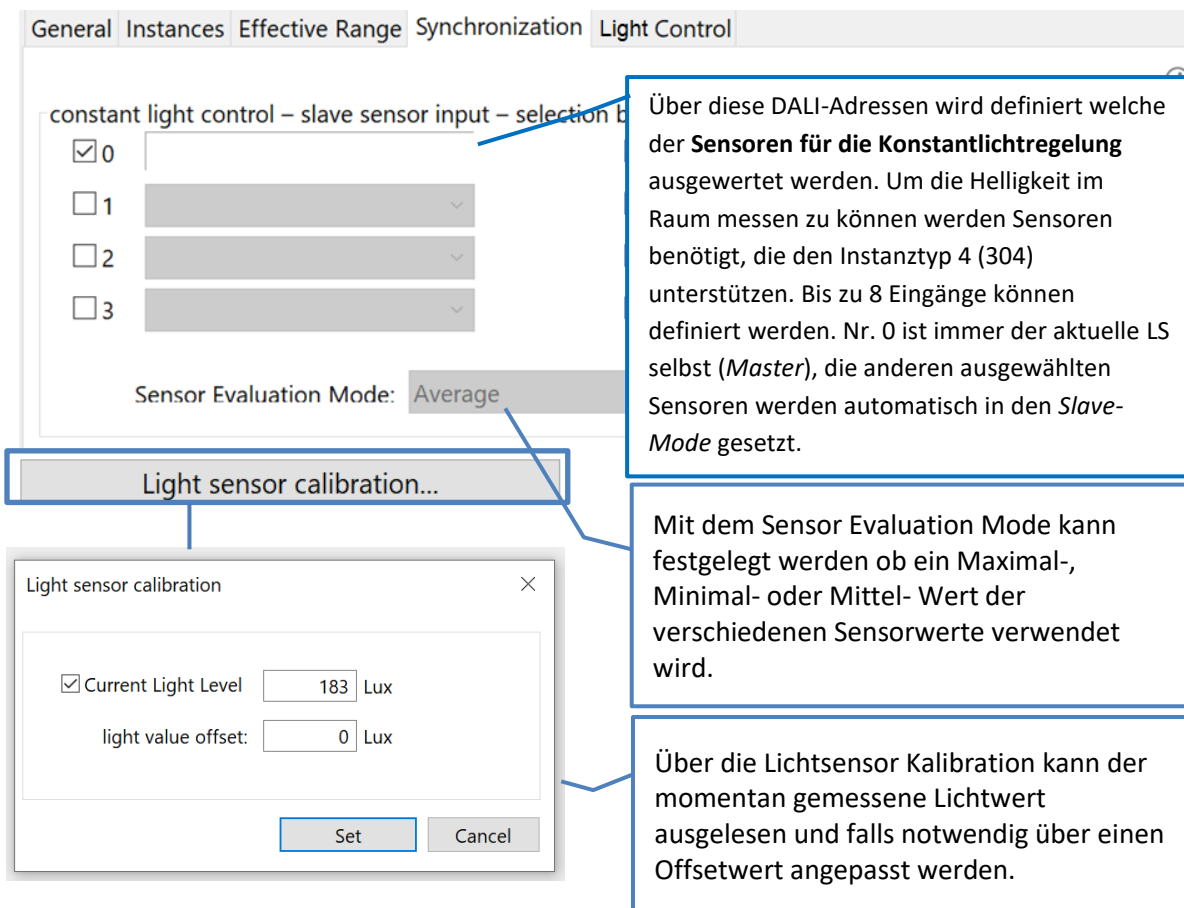 General Instances Effective Range Synchronization Light Control
constant light control – slave sensor input – selection b
0
1
2
3
Sensor Evaluation Mode: Average
Light sensor calibration...
Über diese DALI-Adressen wird definiert welche
der Sensoren für die Konstantlichtregelung
ausgewertet werden. Um die Helligkeit im
Raum messen zu können werden Sensoren
benötigt, die den Instanztyp 4 (304)
unterstützen. Bis zu 8 Eingänge können
definiert werden. Nr. 0 ist immer der aktuelle LS
selbst (Master), die anderen ausgewählten
Sensoren werden automatisch in den Slave-
Mode gesetzt.
Mit dem Sensor Evaluation Mode kann
festgelegt werden ob ein Maximal-,
Minimal- oder Mittel- Wert der
verschiedenen Sensorwerte verwendet
wird.
Light sensor calibration
Current Light Level 183 Lux
light value offset: 0 Lux
Set Cancel
Über die Lichtsensor Kalibration kann der
momentan gemessene Lichtwert
ausgelesen und falls notwendig über einen
Offsetwert angepasst werden.